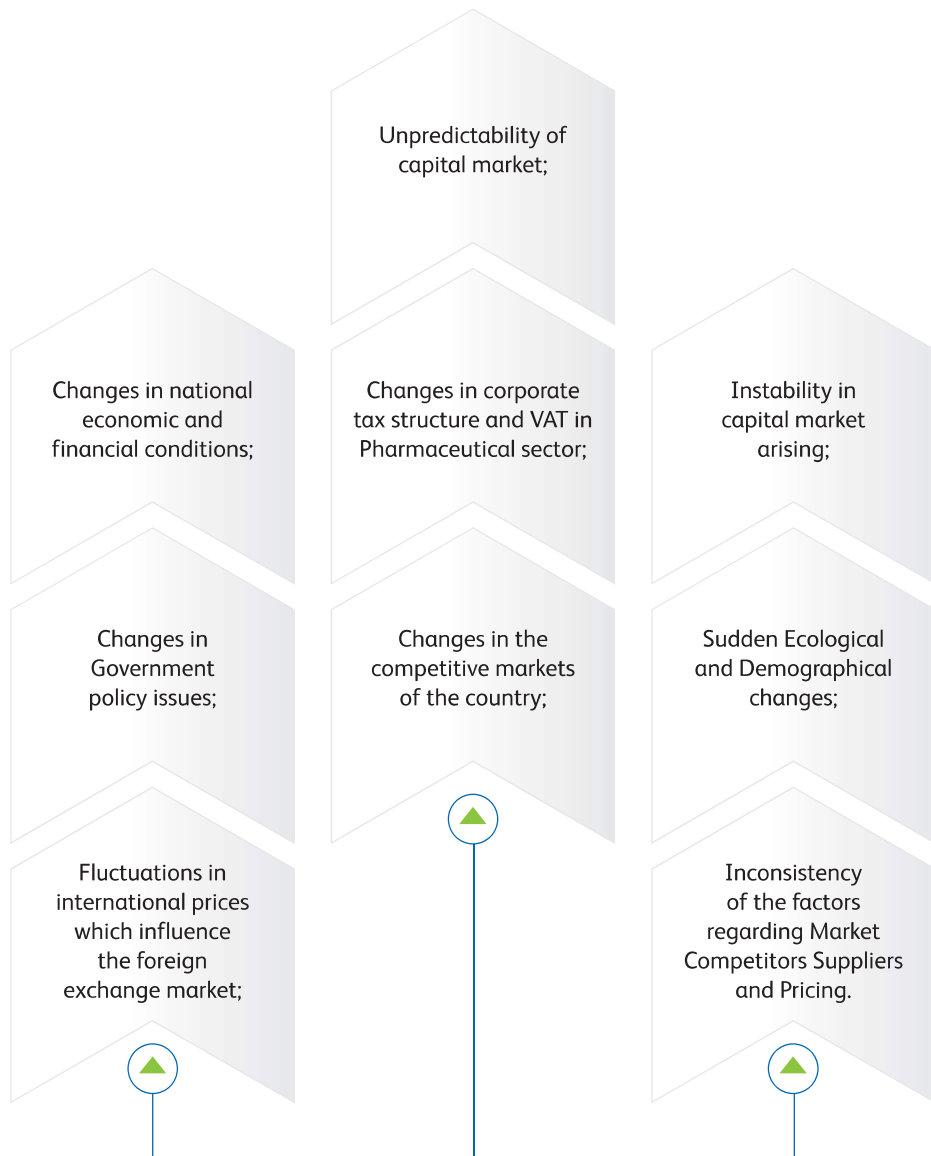 Unpredictability of
capital market;
Changes in national
economic and
financial conditions;
Changes in corporate
tax structure and VAT in
Pharmaceutical sector;
Instability in
capital market
arising;
Changes in
Government
policy issues;
Changes in the
competitive markets
of the country;
Sudden Ecological
and Demographical
changes;
Fluctuations in
international prices
which influence
the foreign
exchange market;
Inconsistency
of the factors
regarding Market
Competitors Suppliers
and Pricing.